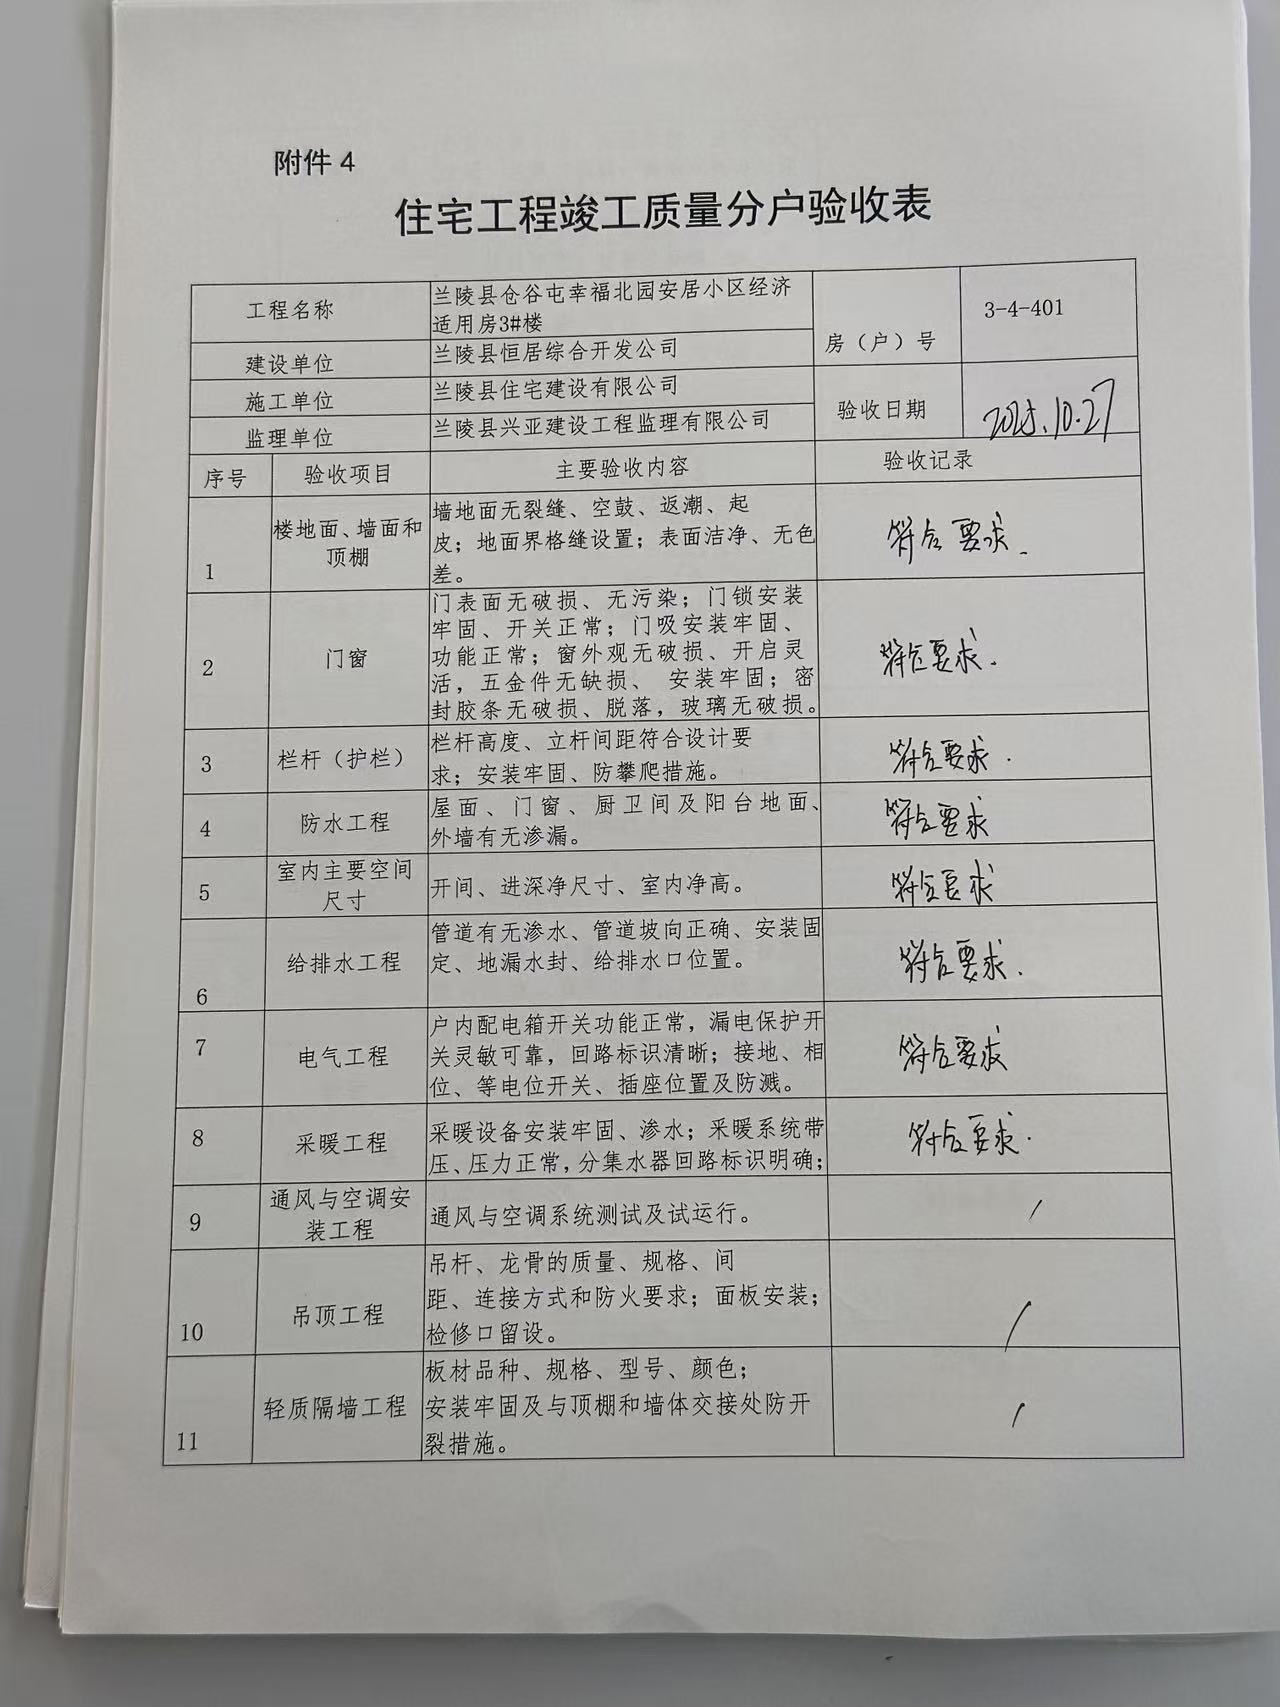 附件 4
住宅工程竣工质量分户验收表
工程名称
兰陵县仓谷屯幸福北园安居小区经济
适用房3#楼
房（户）号
3-4-401
建设单位
兰陵县恒居综合开发公司
施工单位
兰陵县住宅建设有限公司
验收日期
2025.10.27
监理单位
兰陵县兴亚建设工程监理有限公司
序号
验收项目
主要验收内容
验收记录
1
楼地面、墙面和
顶棚
墙地面无裂缝、空鼓、返潮、起
皮；地面界格缝设置；表面洁净、无色
差。
符合要求.
2
门窗
门表面无破损、无污染；门锁安装
牢固、开关正常；门吸安装牢固、
功能正常；窗外观无破损、开启灵
活，五金件无缺损、 安装牢固；密
封胶条无破损、脱落，玻璃无破损。
符合要求.
3
栏杆（护栏）
栏杆高度、立杆间距符合设计要
求；安装牢固、防攀爬措施。
符合要求.
4
防水工程
屋面、门窗、厨卫间及阳台地面、
外墙有无渗漏。
符合要求
5
室内主要空间
尺寸
开间、进深净尺寸、室内净高。
符合要求
6
给排水工程
管道有无渗水、管道坡向正确、安装固
定、地漏水封、给排水口位置。
符合要求.
7
电气工程
户内配电箱开关功能正常，漏电保护开
关灵敏可靠，回路标识清晰；接地、相
位、等电位开关、插座位置及防溅。
符合要求
8
采暖工程
采暖设备安装牢固、渗水；采暖系统带
压、压力正常，分集水器回路标识明确；
符合要求.
9
通风与空调安
装工程
通风与空调系统测试及试运行。
/
10
吊顶工程
吊杆、龙骨的质量、规格、间
距、连接方式和防火要求；面板安装；
检修口留设。
/
11
轻质隔墙工程
板材品种、规格、型号、颜色；
安装牢固及与顶棚和墙体交接处防开
裂措施。
/